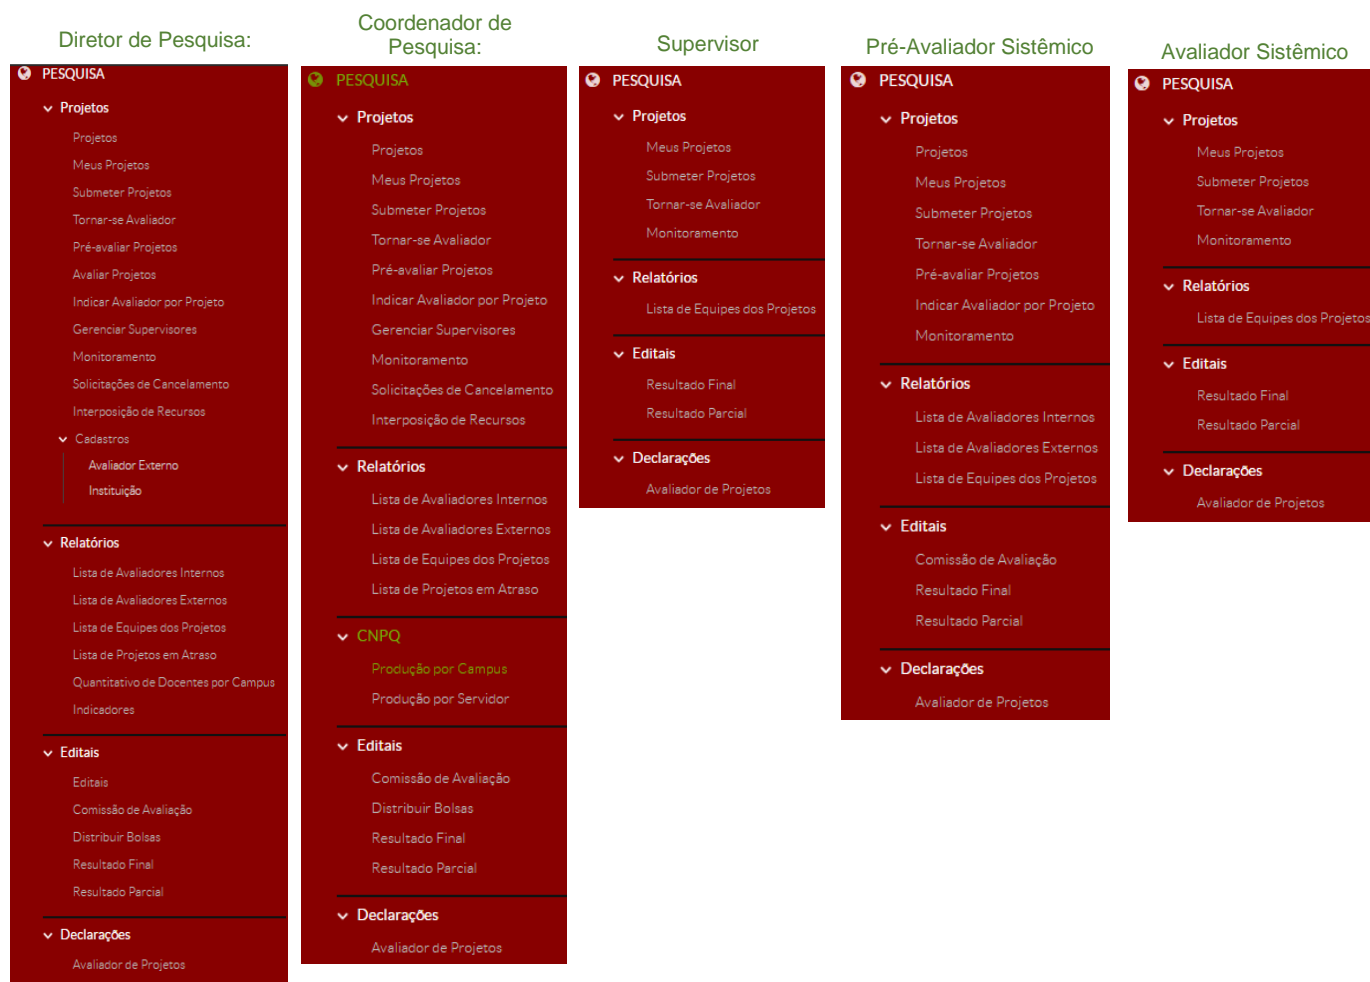 Diretor de Pesquisa:
PESQUISA
Projetos
Projetos
Meus Projetos
Submeter Projetos
Tornar-se Avaliador
Pré-avaliar Projetos
Avaliar Projetos
Indicar Avaliador por Projeto
Gerenciar Supervisores
Monitoramento
Solicitações de Cancelamento
Interposição de Recursos
Cadastros
Avaliador Externo
Instituição
Relatórios
Lista de Avaliadores Internos
Lista de Avaliadores Externos
Lista de Equipes dos Projetos
Lista de Projetos em Atraso
Quantitativo de Docentes por Campus
Indicadores
Editais
Editais
Comissão de Avaliação
Distribuir Bolsas
Resultado Final
Resultado Parcial
Declarações
Avaliador de Projetos
Coordenador de
Pesquisa:
PESQUISA
Projetos
Projetos
Meus Projetos
Submeter Projetos
Tornar-se Avaliador
Pré-avaliar Projetos
Indicar Avaliador por Projeto
Gerenciar Supervisores
Monitoramento
Solicitações de Cancelamento
Interposição de Recursos
Relatórios
Lista de Avaliadores Internos
Lista de Avaliadores Externos
Lista de Equipes dos Projetos
Lista de Projetos em Atraso
CNPQ
Produção por Campus
Produção por Servidor
Editais
Comissão de Avaliação
Distribuir Bolsas
Resultado Final
Resultado Parcial
Declarações
Avaliador de Projetos
Supervisor
PESQUISA
Projetos
Meus Projetos
Submeter Projetos
Tornar-se Avaliador
Monitoramento
Relatórios
Lista de Equipes dos Projetos
Editais
Resultado Final
Resultado Parcial
Declarações
Avaliador de Projetos
Pré-Avaliador Sistêmico
PESQUISA
Projetos
Projetos
Meus Projetos
Submeter Projetos
Tornar-se Avaliador
Pré-avaliar Projetos
Indicar Avaliador por Projeto
Monitoramento
Relatórios
Lista de Avaliadores Internos
Lista de Avaliadores Externos
Lista de Equipes dos Projetos
Editais
Comissão de Avaliação
Resultado Final
Resultado Parcial
Declarações
Avaliador de Projetos
Avaliador Sistêmico
PESQUISA
Projetos
Meus Projetos
Submeter Projetos
Tornar-se Avaliador
Monitoramento
Relatórios
Lista de Equipes dos Projetos
Editais
Resultado Final
Resultado Parcial
Declarações
Avaliador de Projetos